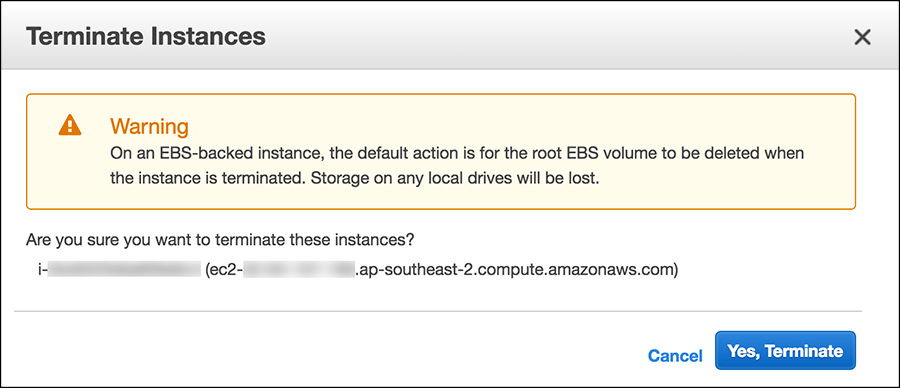 Terminate Instances
Warning
On an EBS-backed instance, the default action is for the root EBS volume to be deleted when
the instance is terminated. Storage on any local drives will be lost.
Are you sure you want to terminate these instances?
i- (ec2- .ap-southeast-2.compute.amazonaws.com)
Cancel
Yes, Terminate